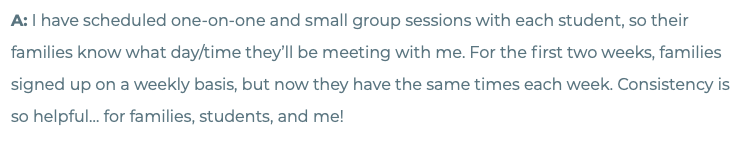 A: I have scheduled one-on-one and small group sessions with each student, so their
families know what day/time they’ll be meeting with me. For the first two weeks, families
signed up on a weekly basis, but now they have the same times each week. Consistency is
so helpful... for families, students, and me!